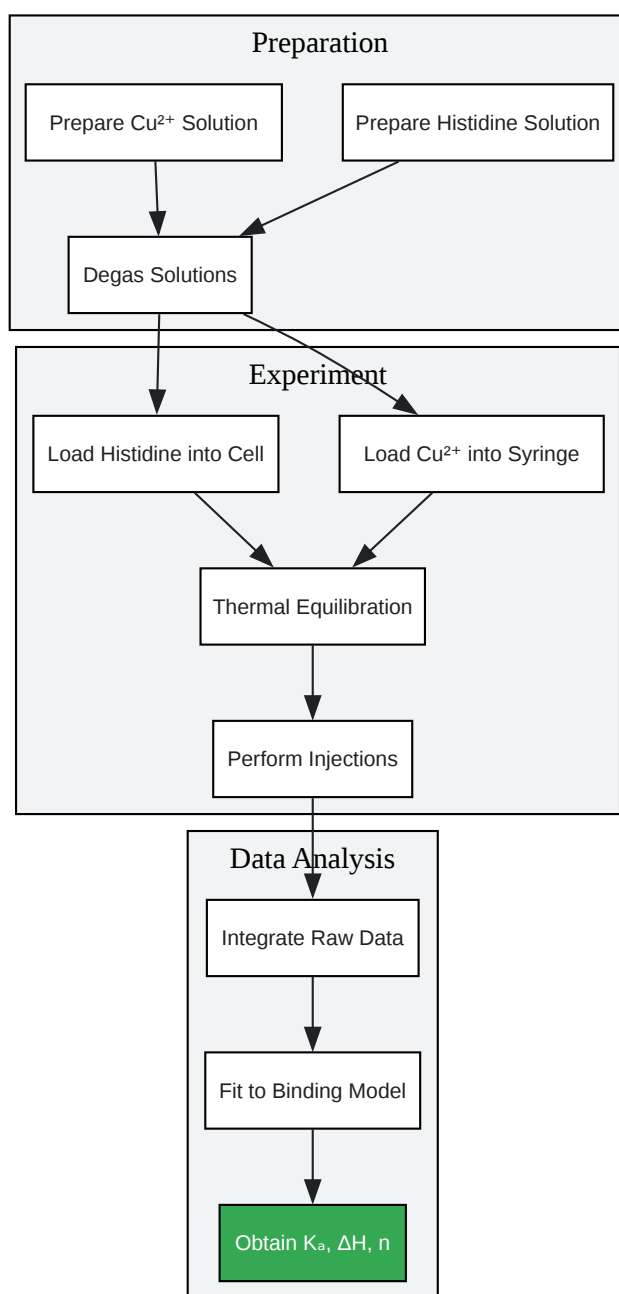 Preparation
Prepare Cu²⁺ Solution
Prepare Histidine Solution
Degas Solutions
Experiment
Load Histidine into Cell
Load Cu²⁺ into Syringe
Thermal Equilibration
Perform Injections
Data Analysis
Integrate Raw Data
Fit to Binding Model
Obtain Kₐ, ΔH, n